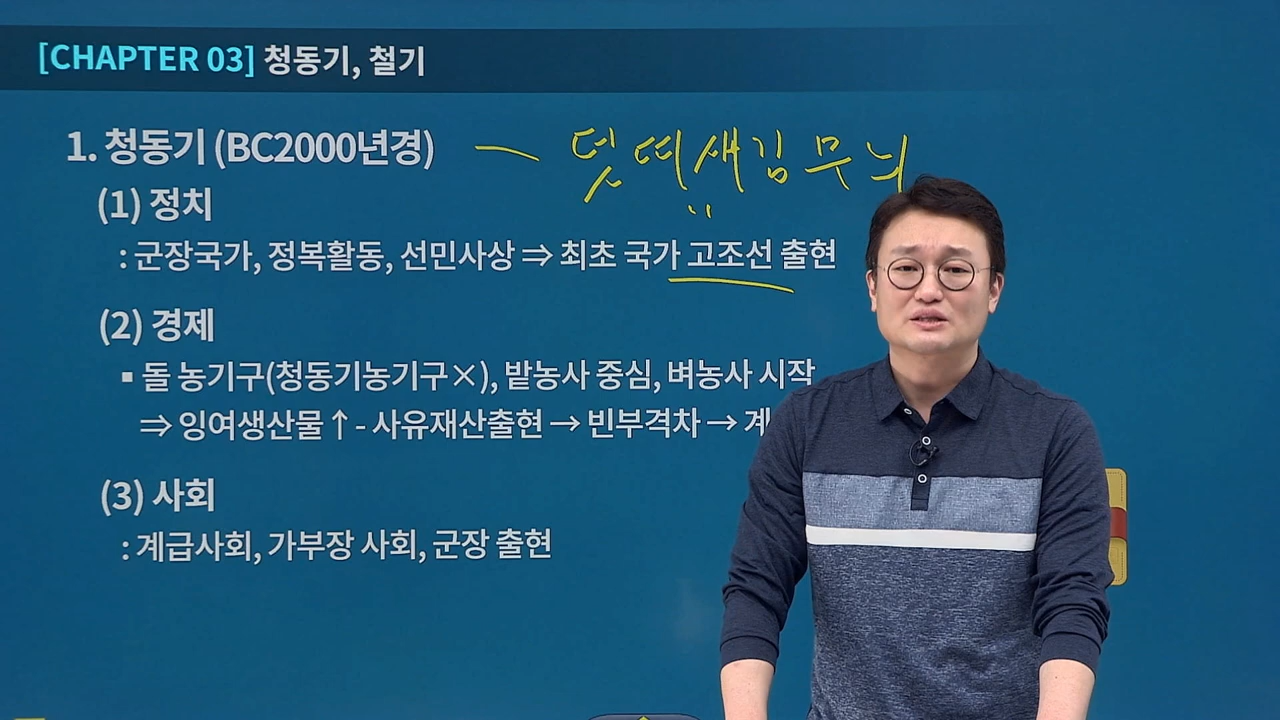 [CHAPTER 03] 청동기, 철기
1. 청동기 (BC2000년경) — 덧띠새김무늬
(1) 정치
: 군장국가, 정복활동, 선민사상 ⇒ 최초 국가 고조선 출현
(2) 경제
▪ 돌 농기구(청동기농기구×), 밭농사 중심, 벼농사 시작
⇒ 잉여생산물↑ - 사유재산출현 → 빈부격차 → 계
(3) 사회
: 계급사회, 가부장 사회, 군장 출현